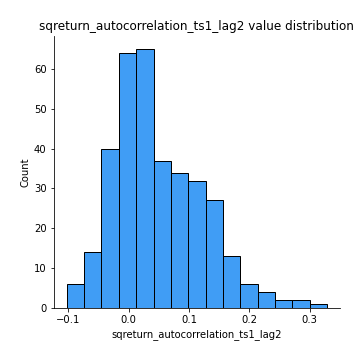 sqreturn_autocorrelation_ts1_lag2 value distribution
60
50
40
30
20
10
0
Count
−0.1 0.0 0.1 0.2 0.3
sqreturn_autocorrelation_ts1_lag2